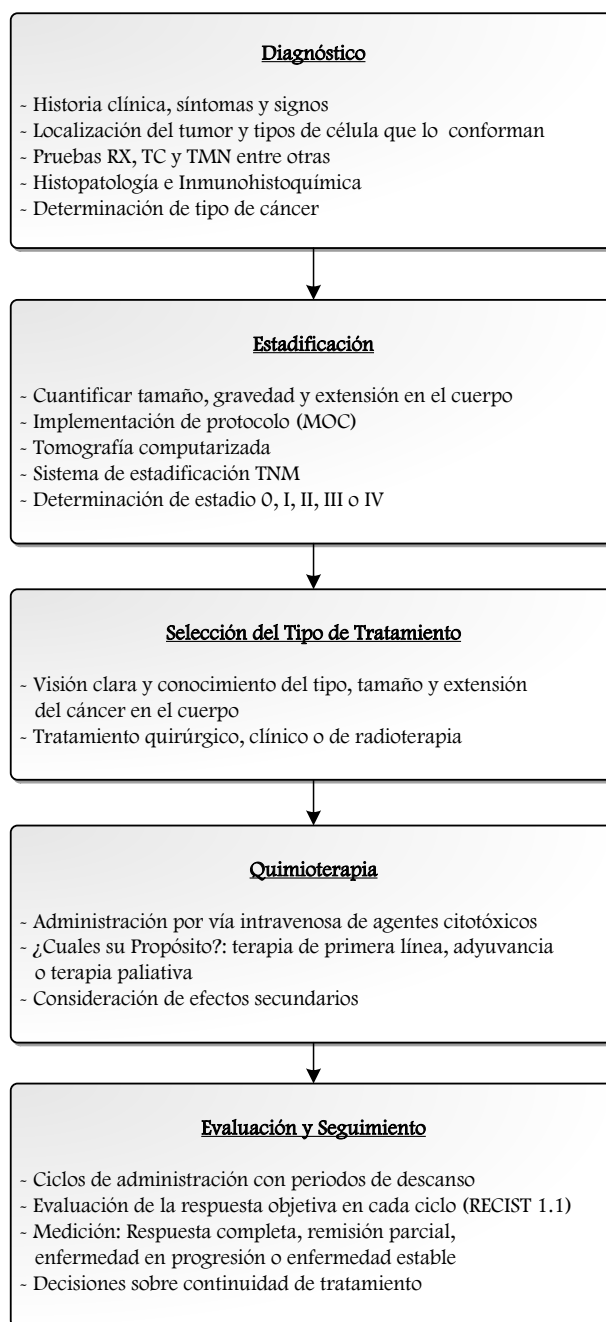 Diagnóstico
- Historia clínica, síntomas y signos
- Localización del tumor y tipos de célula que lo conforman
- Pruebas RX, TC y TMN entre otras
- Histopatología e Inmunohistoquímica
- Determinación de tipo de cáncer
Estadificación
- Cuantificar tamaño, gravedad y extensión en el cuerpo
- Implementación de protocolo (MOC)
- Tomografía computarizada
- Sistema de estadificación TNM
- Determinación de estadio 0, I, II, III o IV
Selección del Tipo de Tratamiento
- Visión clara y conocimiento del tipo, tamaño y extensión
del cáncer en el cuerpo
- Tratamiento quirúrgico, clínico o de radioterapia
Quimioterapia
- Administración por vía intravenosa de agentes citotóxicos
- ¿Cuales su Propósito?: terapia de primera línea, adyuvancia
o terapia paliativa
- Consideración de efectos secundarios
Evaluación y Seguimiento
- Ciclos de administración con periodos de descanso
- Evaluación de la respuesta objetiva en cada ciclo (RECIST 1.1)
- Medición: Respuesta completa, remisión parcial,
enfermedad en progresión o enfermedad estable
- Decisiones sobre continuidad de tratamiento